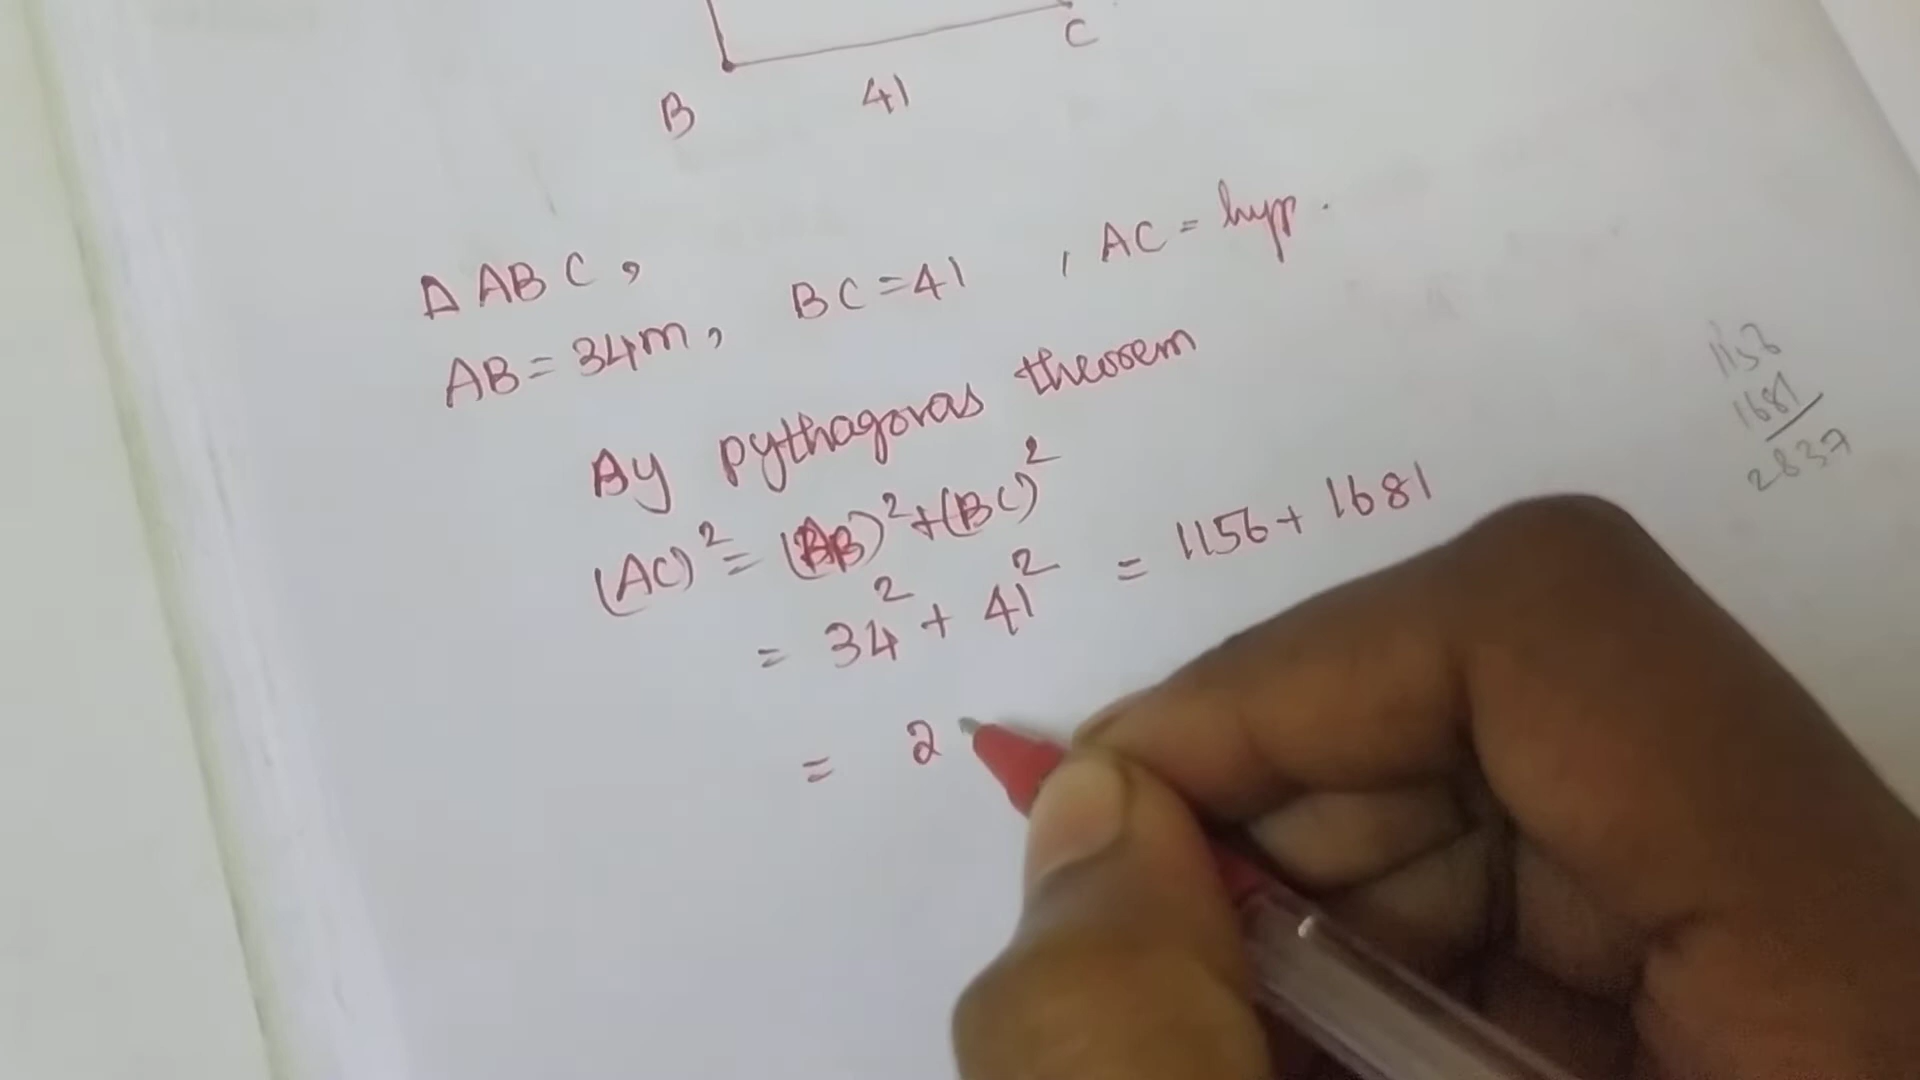 C
B 41
Δ ABC,
AB = 34m, BC = 41, AC = hyp.
By pythagoras theorem
(AC)² = (AB)² + (BC)²
= 34² + 41² = 1156 + 1681
= 2
1156
1681
2837